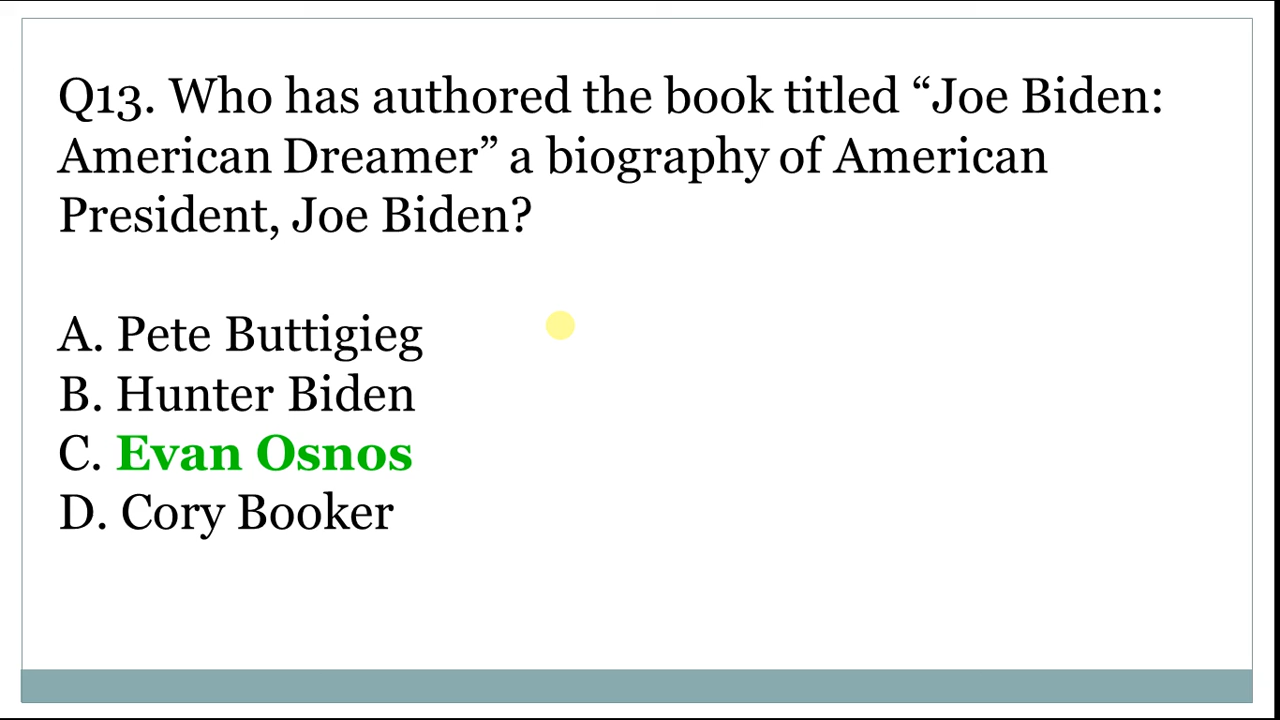 Q13. Who has authored the book titled “Joe Biden:
American Dreamer” a biography of American
President, Joe Biden?
A. Pete Buttigieg
B. Hunter Biden
C. Evan Osnos
D. Cory Booker